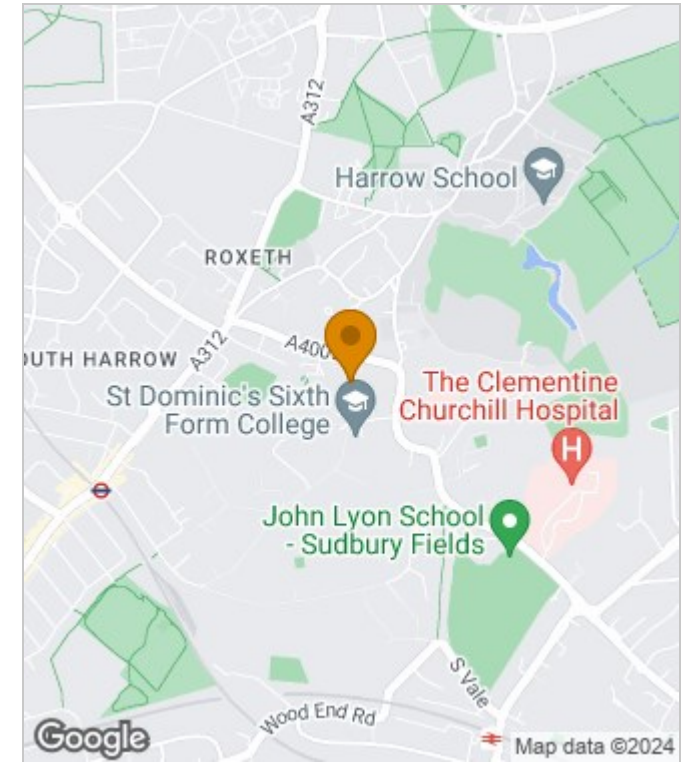 A312
Harrow School
ROXETH
A312
UTH HARROW
St Dominic's Sixth
Form College
The Clementine
Churchill Hospital
H
John Lyon School
- Sudbury Fields
S Vale
Wood End Rd
Google
Map data ©2024